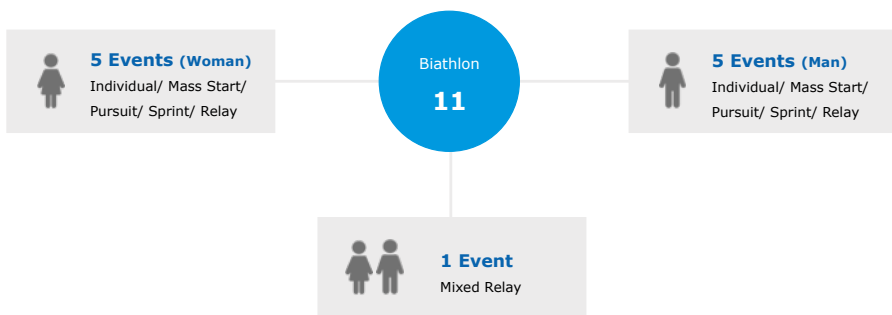 5 Events (Woman)
Individual/ Mass Start/
Pursuit/ Sprint/ Relay
Biathlon
11
5 Events (Man)
Individual/ Mass Start/
Pursuit/ Sprint/ Relay
1 Event
Mixed Relay